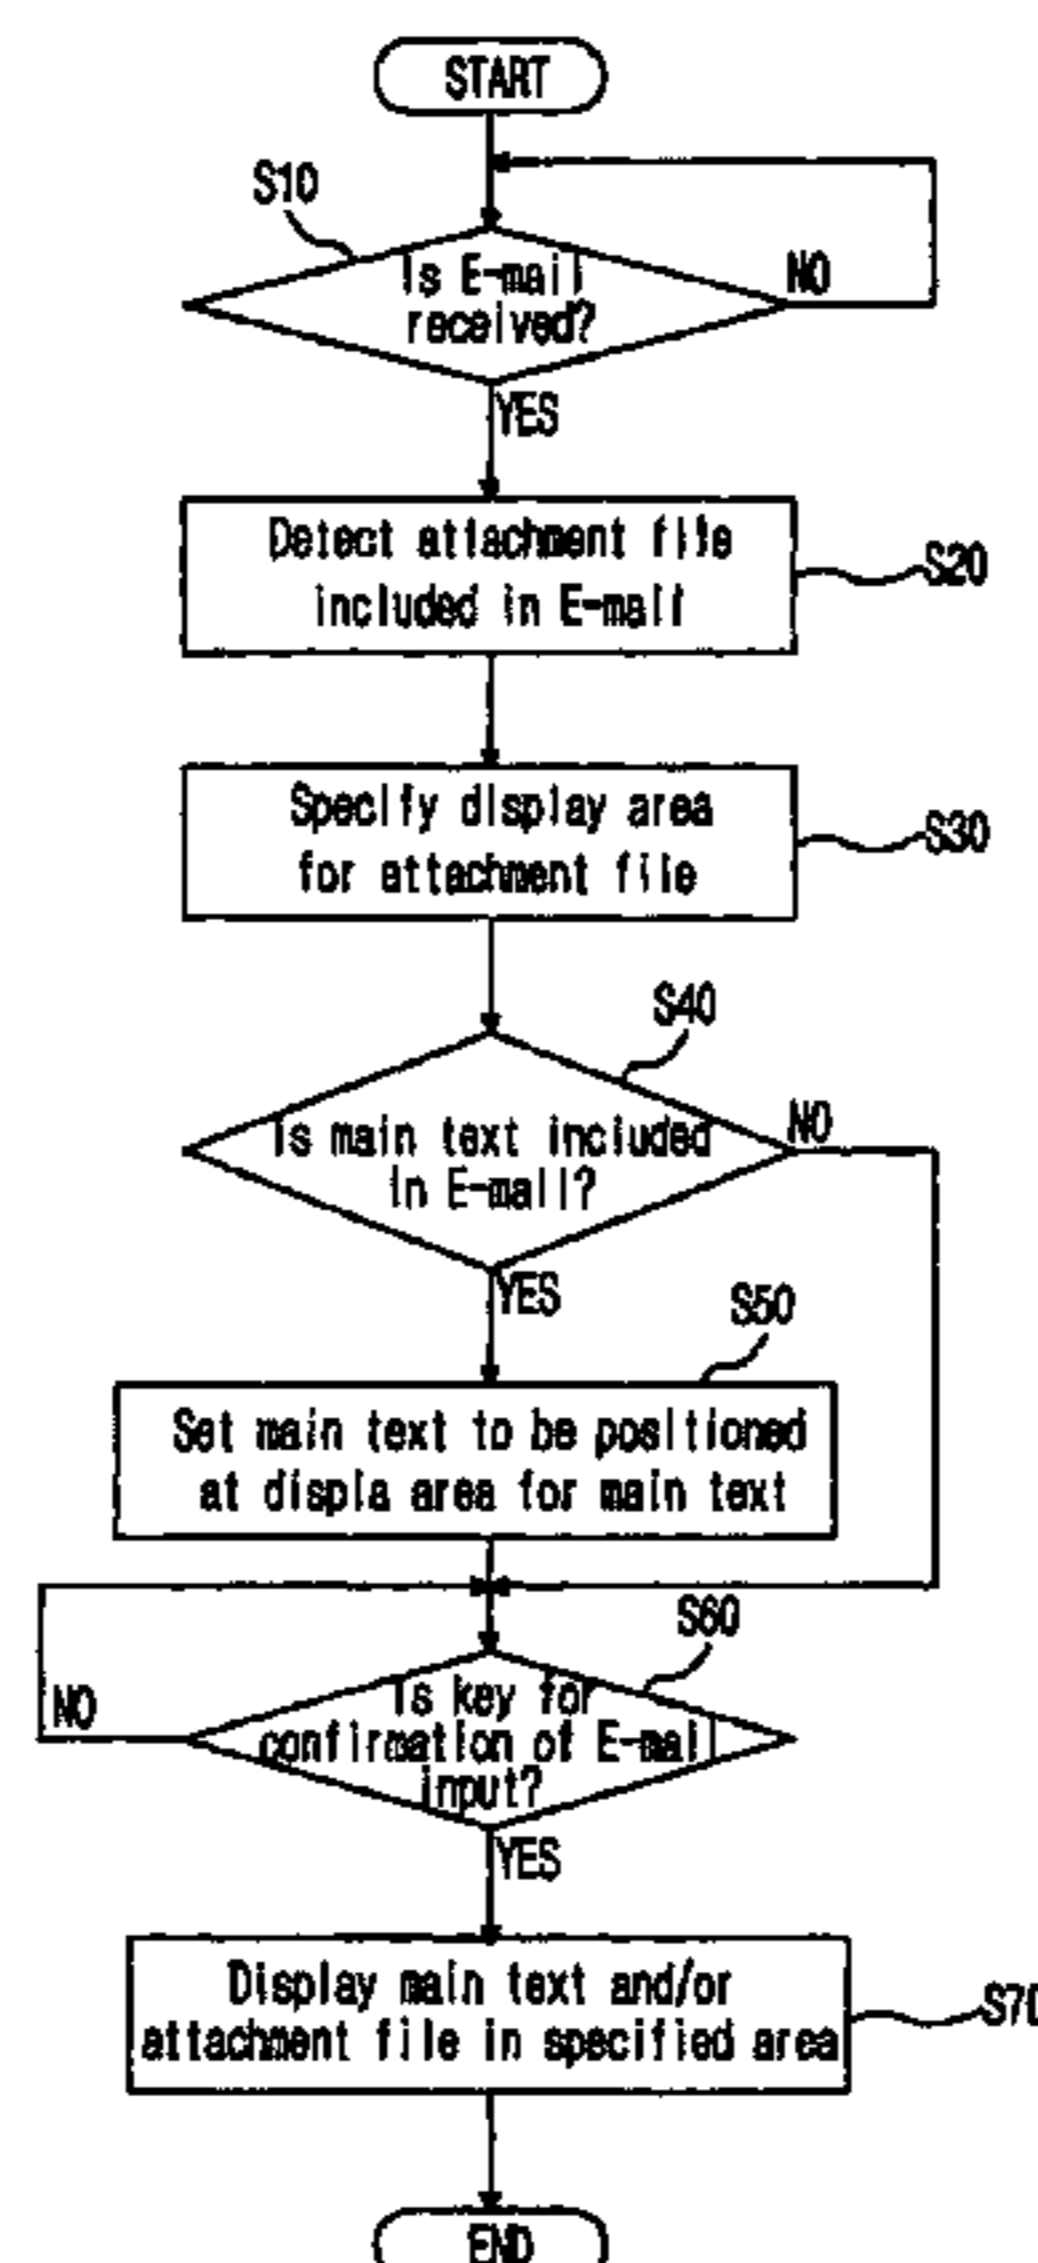 START
S10
Is E-mail
received?
NO
YES
Detect attachment file
included in E-mail
S20
Specify display area
for attachment file
S30
S40
Is main text included
in E-mail?
NO
YES
S50
Set main text to be positioned
at displa area for main text
S60
Is key for
confirmation of E-mail
input?
NO
YES
Display main text and/or
attachment file in specified area
S70
END